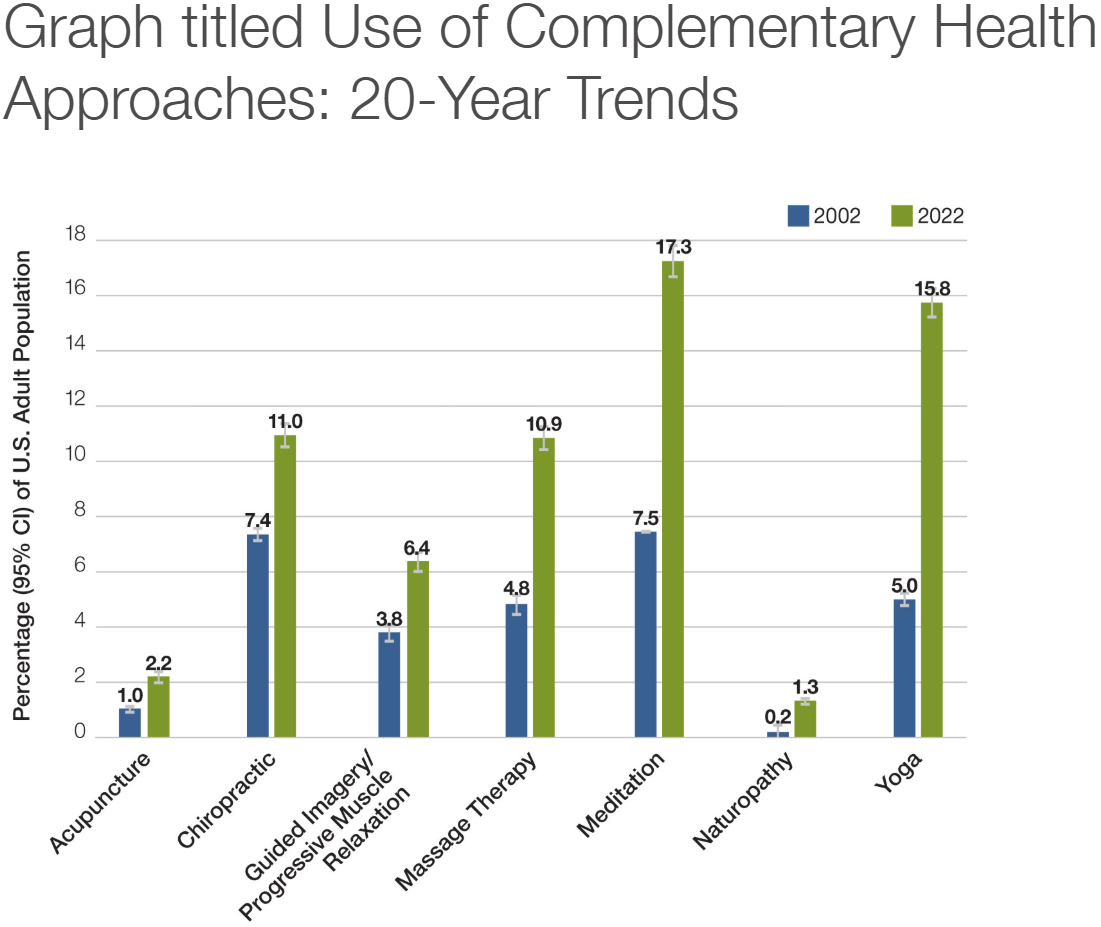 Graph titled Use of Complementary Health
Approaches: 20-Year Trends
2002 2022
Percentage (95% CI) of U.S. Adult Population
18
16
14
12
10
8
6
4
2
0
1.0
2.2
7.4
11.0
3.8
6.4
4.8
10.9
7.5
17.3
0.2
1.3
5.0
15.8
Acupuncture
Chiropractic
Guided Imagery/
Progressive Muscle
Relaxation
Massage Therapy
Meditation
Naturopathy
Yoga